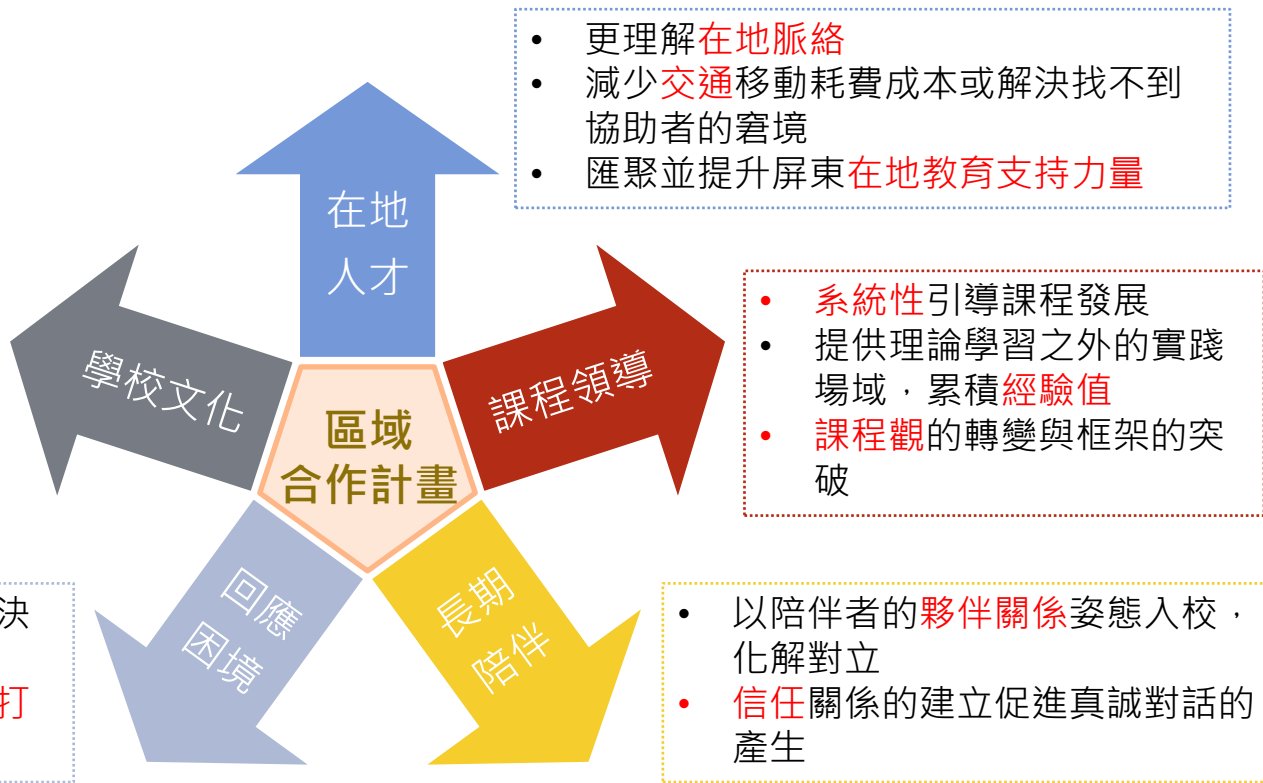 • 更理解在地脈絡
• 減少交通移動耗費成本或解決找不到
協助者的窘境
• 匯聚並提升屏東在地教育支持力量
在地
人才
學校文化
課程領導
• 系統性引導課程發展
• 提供理論學習之外的實踐
場域，累積經驗值
• 課程觀的轉變與框架的突
破
區域
合作計畫
回應
困境
長期
陪伴
決
打
• 以陪伴者的夥伴關係姿態入校，
化解對立
• 信任關係的建立促進真誠對話的
產生